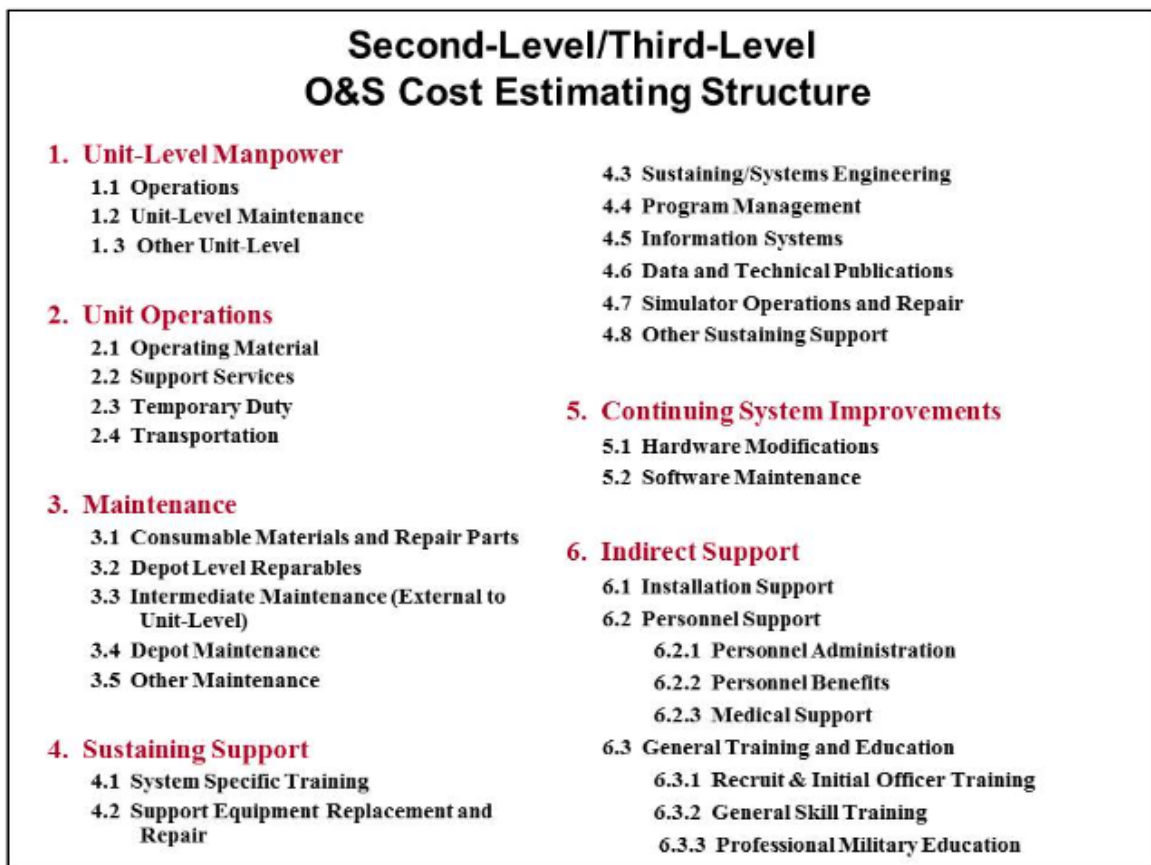 Second-Level/Third-Level
O&S Cost Estimating Structure
1. Unit-Level Manpower
1.1 Operations
1.2 Unit-Level Maintenance
1. 3 Other Unit-Level
2. Unit Operations
2.1 Operating Material
2.2 Support Services
2.3 Temporary Duty
2.4 Transportation
3. Maintenance
3.1 Consumable Materials and Repair Parts
3.2 Depot Level Reparables
3.3 Intermediate Maintenance (External to
Unit-Level)
3.4 Depot Maintenance
3.5 Other Maintenance
4. Sustaining Support
4.1 System Specific Training
4.2 Support Equipment Replacement and
Repair
4.3 Sustaining/Systems Engineering
4.4 Program Management
4.5 Information Systems
4.6 Data and Technical Publications
4.7 Simulator Operations and Repair
4.8 Other Sustaining Support
5. Continuing System Improvements
5.1 Hardware Modifications
5.2 Software Maintenance
6. Indirect Support
6.1 Installation Support
6.2 Personnel Support
6.2.1 Personnel Administration
6.2.2 Personnel Benefits
6.2.3 Medical Support
6.3 General Training and Education
6.3.1 Recruit & Initial Officer Training
6.3.2 General Skill Training
6.3.3 Professional Military Education